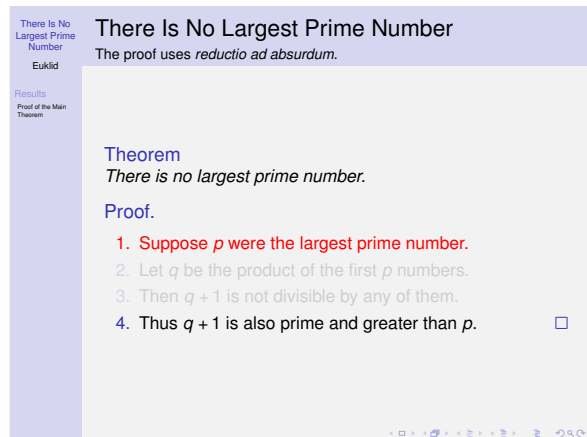 There Is No
Largest Prime
Number
Euklid
Results
Proof of the Main
Theorem
There Is No Largest Prime Number
The proof uses reductio ad absurdum.
Theorem
There is no largest prime number.
Proof.
1. Suppose p were the largest prime number.
2. Let q be the product of the first p numbers.
3. Then q + 1 is not divisible by any of them.
4. Thus q + 1 is also prime and greater than p. □